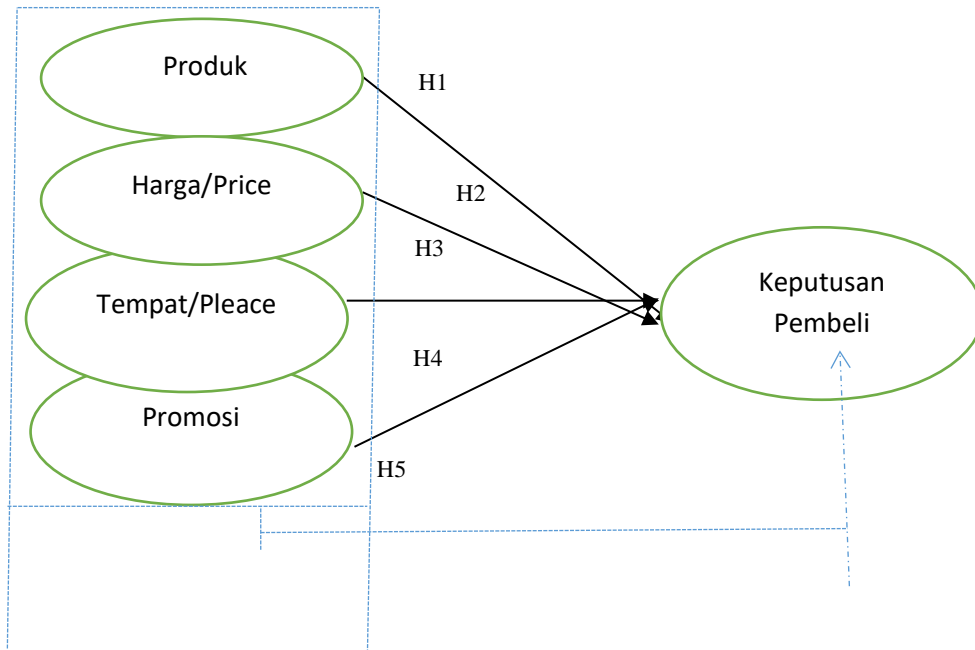 Produk
H1
Harga/Price
H2
H3
Tempat/Pleace
Keputusan
Pembeli
H4
Promosi
H5